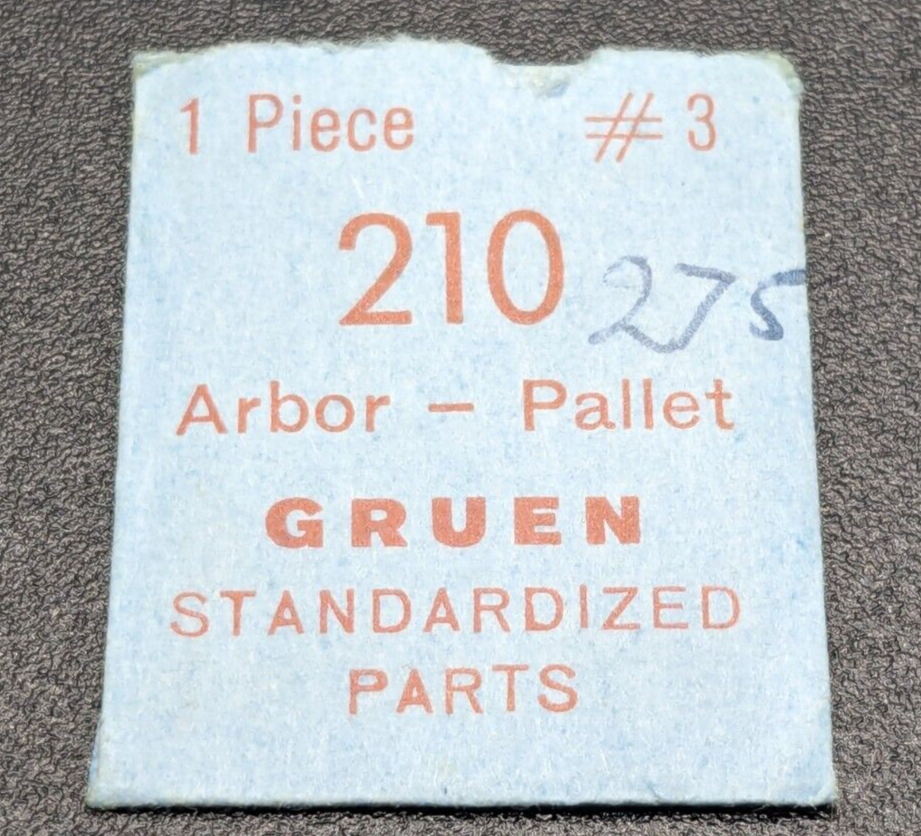 1 Piece #3
210 275
Arbor - Pallet
GRUEN
STANDARDIZED
PARTS